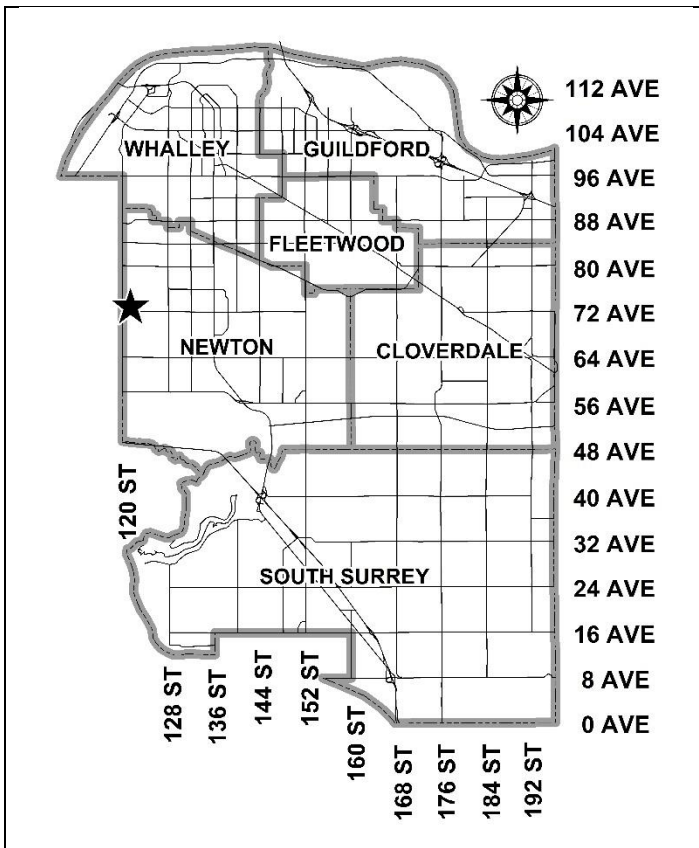 112 AVE
104 AVE
WHALLEY
GUILDFORD
96 AVE
88 AVE
FLEETWOOD
80 AVE
72 AVE
NEWTON
CLOVERDALE
64 AVE
56 AVE
48 AVE
120 ST
40 AVE
32 AVE
SOUTH SURREY
24 AVE
16 AVE
8 AVE
0 AVE
128 ST
136 ST
144 ST
152 ST
160 ST
168 ST
176 ST
184 ST
192 ST